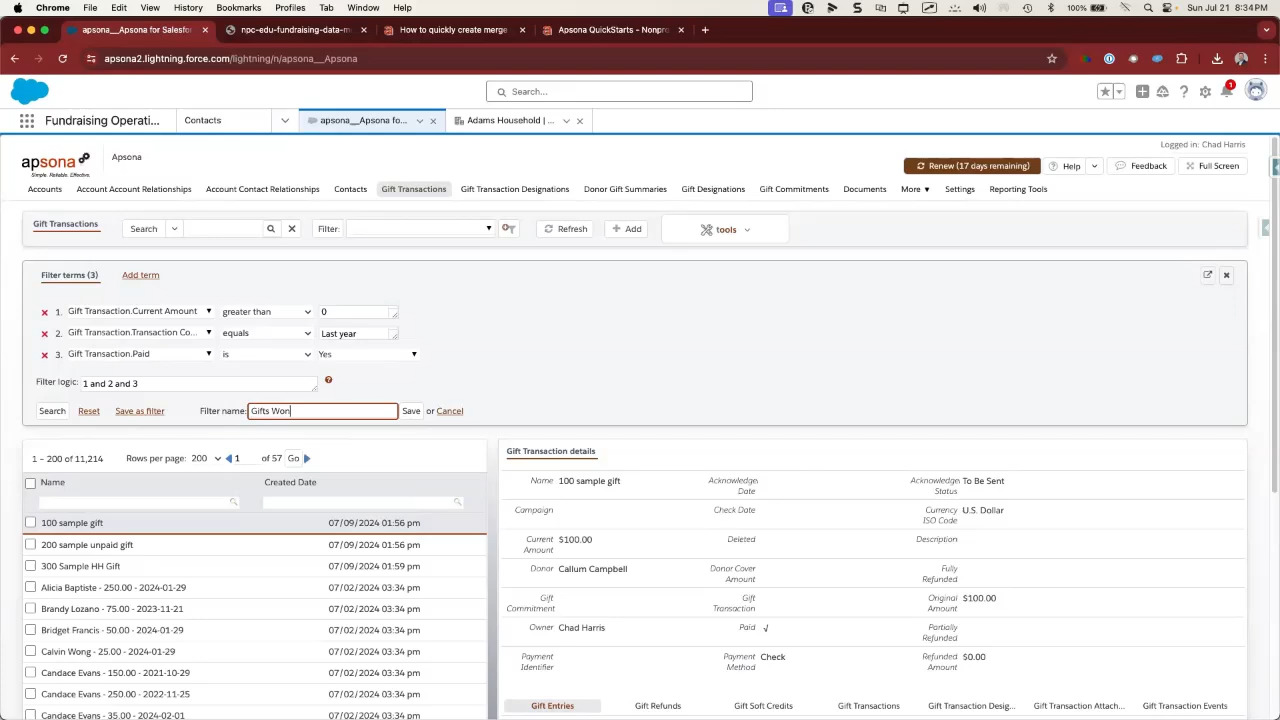 Chrome File Edit View History Bookmarks Profiles Tab Window Help 100% Sun Jul 21 8:34 PM
apsona__Apsona for Salesfor npc-edu-fundraising-data-m How to quickly create merge Apsona QuickStarts - Nonpro
apsona2.lightning.force.com/lightning/n/apsona__Apsona
Search...
1
Fundraising Operati... Contacts apsona__Apsona fo... Adams Household | ...
Logged in: Chad Harris
apsona Apsona
Simple. Reliable. Effective.
Renew (17 days remaining) Help Feedback Full Screen
Accounts Account Account Relationships Account Contact Relationships Contacts Gift Transactions Gift Transaction Designations Donor Gift Summaries Gift Designations Gift Commitments Documents More Settings Reporting Tools
Gift Transactions Search Filter: Refresh Add tools
Filter terms (3) Add term
1. Gift Transaction.Current Amount greater than 0
2. Gift Transaction.Transaction Co... equals Last year
3. Gift Transaction.Paid is Yes
Filter logic: 1 and 2 and 3
Search Reset Save as filter Filter name: Gifts Won Save or Cancel
1 – 200 of 11,214 Rows per page: 200 1 of 57 Go
Name Created Date
100 sample gift 07/09/2024 01:56 pm
200 sample unpaid gift 07/09/2024 01:56 pm
300 Sample HH Gift 07/09/2024 01:59 pm
Alicia Baptiste - 250.00 - 2024-01-29 07/02/2024 03:34 pm
Brandy Lozano - 75.00 - 2023-11-21 07/02/2024 03:34 pm
Bridget Francis - 50.00 - 2024-01-29 07/02/2024 03:34 pm
Calvin Wong - 25.00 - 2024-01-29 07/02/2024 03:34 pm
Candace Evans - 150.00 - 2021-10-29 07/02/2024 03:34 pm
Candace Evans - 250.00 - 2022-11-25 07/02/2024 03:34 pm
Candace Evans - 35.00 - 2024-02-01 07/02/2024 03:34 pm
Gift Transaction details
Name 100 sample gift Acknowledge Date Acknowledge Status To Be Sent
Campaign Check Date Currency ISO Code U.S. Dollar
Current Amount $100.00 Deleted Description
Donor Callum Campbell Donor Cover Amount Fully Refunded
Gift Commitment Gift Transaction Original Amount $100.00
Owner Chad Harris Paid √ Partially Refunded
Payment Identifier Payment Method Check Refunded Amount $0.00
Gift Entries Gift Refunds Gift Soft Credits Gift Transactions Gift Transaction Desig... Gift Transaction Attach... Gift Transaction Events